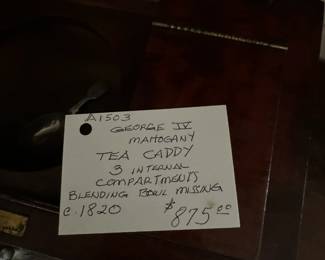 A1503
GEORGE IV
MAHOGANY
TEA CADDY
3 INTERNAL
COMPARTMENTS
BLENDING BOWL MISSING
C. 1820 $875.00